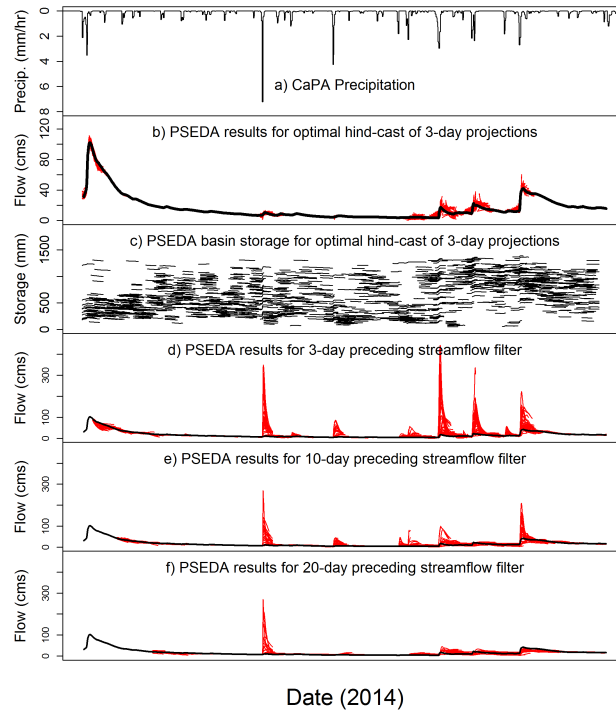 Precip. (mm/hr)
0
2
4
6
8
a) CaPA Precipitation
Flow (cms)
120
80
40
0
b) PSEDA results for optimal hind-cast of 3-day projections
Storage (mm)
1500
500
0
c) PSEDA basin storage for optimal hind-cast of 3-day projections
Flow (cms)
300
100
0
d) PSEDA results for 3-day preceding streamflow filter
Flow (cms)
300
100
0
e) PSEDA results for 10-day preceding streamflow filter
Flow (cms)
300
100
0
f) PSEDA results for 20-day preceding streamflow filter
Date (2014)